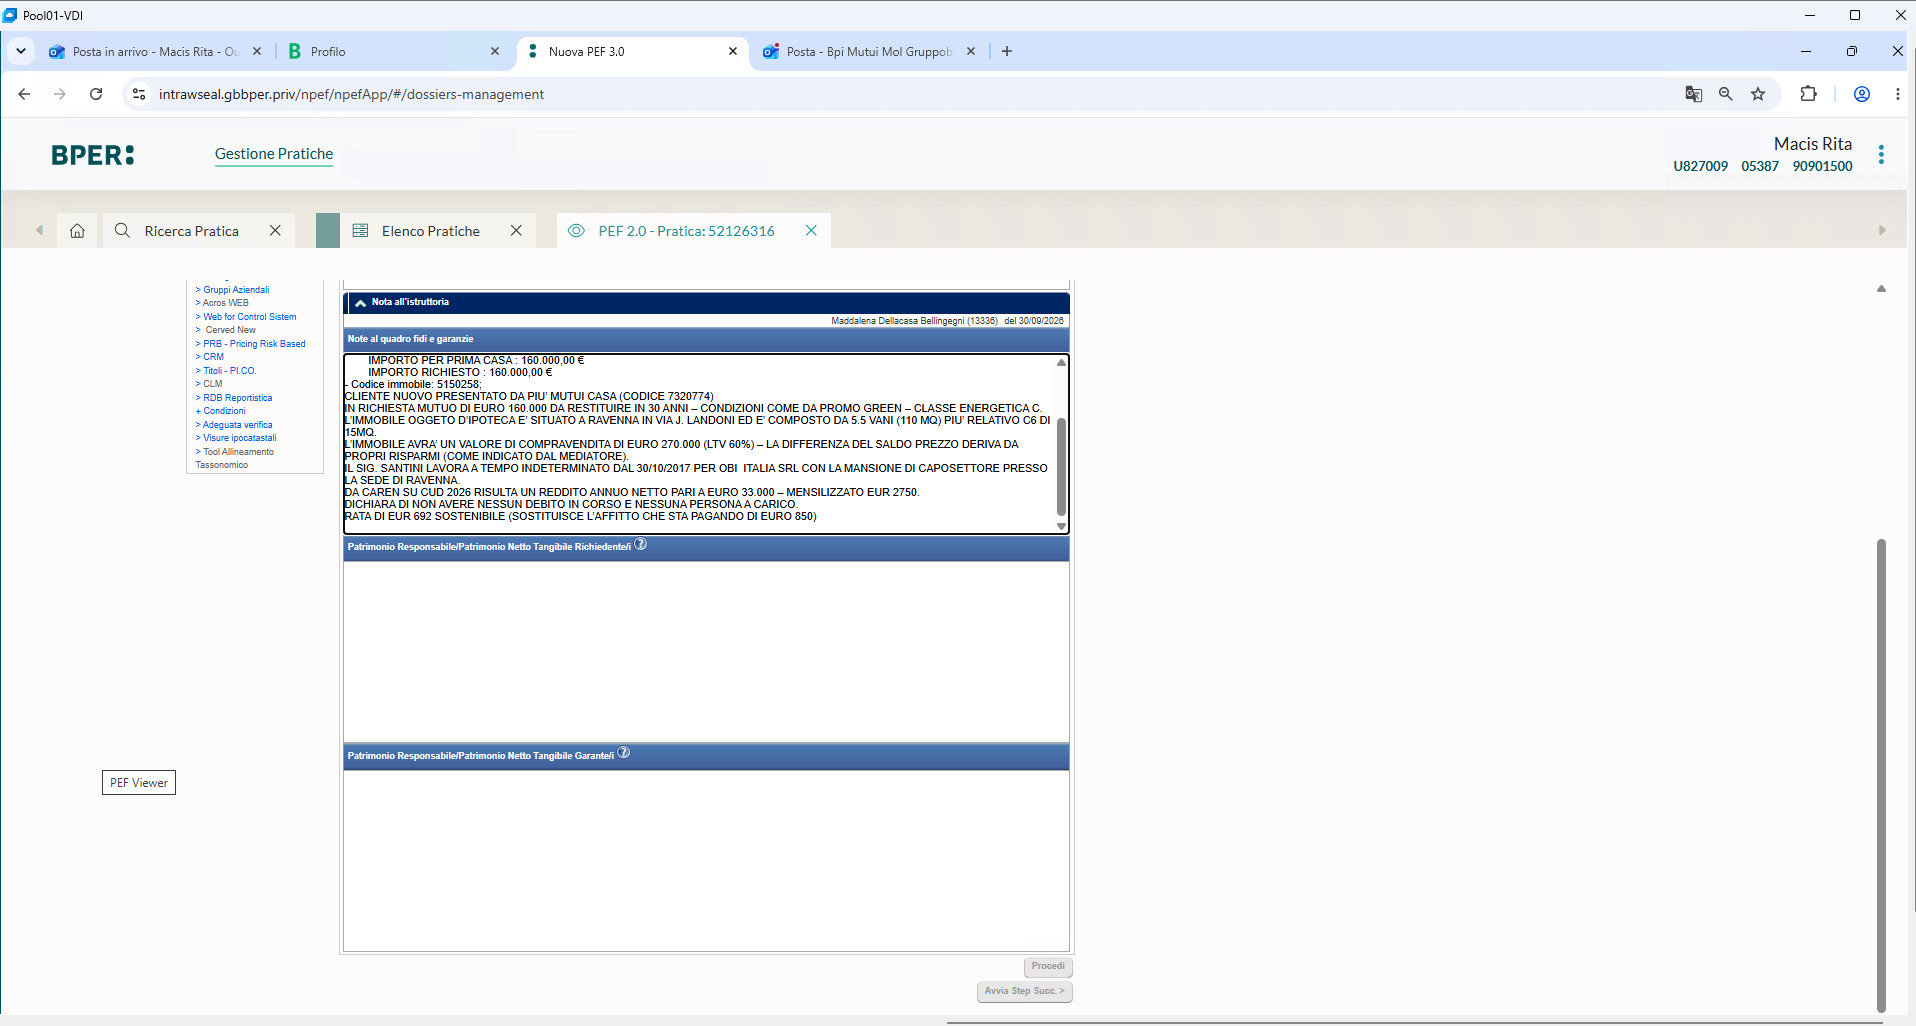 Pool01-VDI
Posta in arrivo - Macis Rita - Ou
Profilo
Nuova PEF 3.0
Posta - Bpi Mutui Mol Gruppob
intrawseal.gbbper.priv/npef/npefApp/#/dossiers-management
BPER:
Gestione Pratiche
Macis Rita
U827009 05387 90901500
Ricerca Pratica
Elenco Pratiche
PEF 2.0 - Pratica: 52126316
> Gruppi Aziendali
> Acros WEB
> Web for Control Sistem
> Cerved New
> PRB - Pricing Risk Based
> CRM
> Titoli - PI.CO.
> CLM
> RDB Reportistica
+ Condizioni
> Adeguata verifica
> Visure ipocatastali
> Tool Allineamento
Tassonomico
Nota all'istruttoria
Maddalena Dellacasa Bellingegni (13336) del 30/09/2026
Note al quadro fidi e garanzie
IMPORTO PER PRIMA CASA : 160.000,00 €
IMPORTO RICHIESTO : 160.000,00 €
- Codice immobile: 5150258;
CLIENTE NUOVO PRESENTATO DA PIU' MUTUI CASA (CODICE 7320774)
IN RICHIESTA MUTUO DI EURO 160.000 DA RESTITUIRE IN 30 ANNI – CONDIZIONI COME DA PROMO GREEN – CLASSE ENERGETICA C.
L'IMMOBILE OGGETO D'IPOTECA E' SITUATO A RAVENNA IN VIA J. LANDONI ED E' COMPOSTO DA 5.5 VANI (110 MQ) PIU' RELATIVO C6 DI
15MQ.
L'IMMOBILE AVRA' UN VALORE DI COMPRAVENDITA DI EURO 270.000 (LTV 60%) – LA DIFFERENZA DEL SALDO PREZZO DERIVA DA
PROPRI RISPARMI (COME INDICATO DAL MEDIATORE).
IL SIG. SANTINI LAVORA A TEMPO INDETERMINATO DAL 30/10/2017 PER OBI ITALIA SRL CON LA MANSIONE DI CAPOSETTORE PRESSO
LA SEDE DI RAVENNA.
DA CAREN SU CUD 2026 RISULTA UN REDDITO ANNUO NETTO PARI A EURO 33.000 – MENSILIZZATO EUR 2750.
DICHIARA DI NON AVERE NESSUN DEBITO IN CORSO E NESSUNA PERSONA A CARICO.
RATA DI EUR 692 SOSTENIBILE (SOSTITUISCE L'AFFITTO CHE STA PAGANDO DI EURO 850)
Patrimonio Responsabile/Patrimonio Netto Tangibile Richiedente/i ?
Patrimonio Responsabile/Patrimonio Netto Tangibile Garante/i ?
PEF Viewer
Procedi
Avvia Step Succ. >